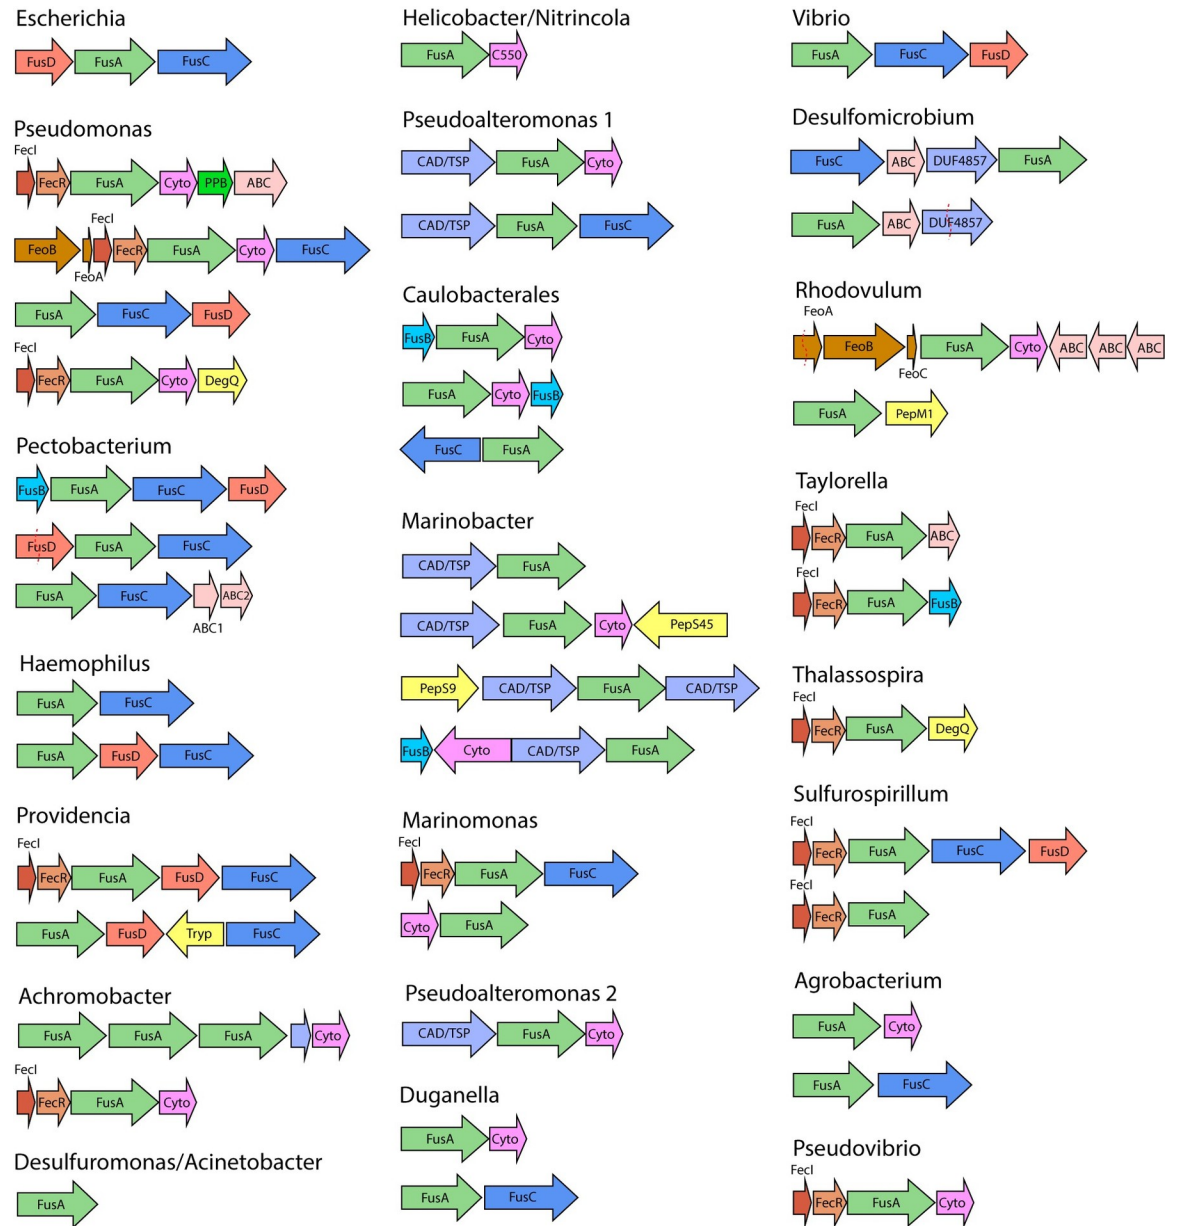 Escherichia
FusD FusA FusC
Pseudomonas
FecI
FecR FusA Cyto PPB ABC
FecI
FeoB FecR FusA Cyto FusC
FeoA
FusA FusC FusD
FecI
FecR FusA Cyto DegQ
Pectobacterium
FusB FusA FusC FusD
FusD FusA FusC
FusA FusC ABC2
ABC1
Haemophilus
FusA FusC
FusA FusD FusC
Providencia
FecI
FecR FusA FusD FusC
FusA FusD Tryp FusC
Achromobacter
FusA FusA FusA Cyto
FecI
FecR FusA Cyto
Desulfuromonas/Acinetobacter
FusA
Helicobacter/Nitrincola
FusA C550
Pseudoalteromonas 1
CAD/TSP FusA Cyto
CAD/TSP FusA FusC
Caulobacterales
FusB FusA Cyto
FusA Cyto FusB
FusC FusA
Marinobacter
CAD/TSP FusA
CAD/TSP FusA Cyto PepS45
PepS9 CAD/TSP FusA CAD/TSP
FusB Cyto CAD/TSP FusA
Marinomonas
FecI
FecR FusA FusC
Cyto FusA
Pseudoalteromonas 2
CAD/TSP FusA Cyto
Duganella
FusA Cyto
FusA FusC
Vibrio
FusA FusC FusD
Desulfomicrobium
FusC ABC DUF4857 FusA
FusA ABC DUF4857
Rhodovulum
FeoA
FeoB FusA Cyto ABC ABC ABC
FeoC
FusA PepM1
Taylorella
FecI
FecR FusA ABC
FecI
FecR FusA FusB
Thalassospira
FecI
FecR FusA DegQ
Sulfurospirillum
FecI
FecR FusA FusC FusD
FecI
FecR FusA
Agrobacterium
FusA Cyto
FusA FusC
Pseudovibrio
FecI
FecR FusA Cyto